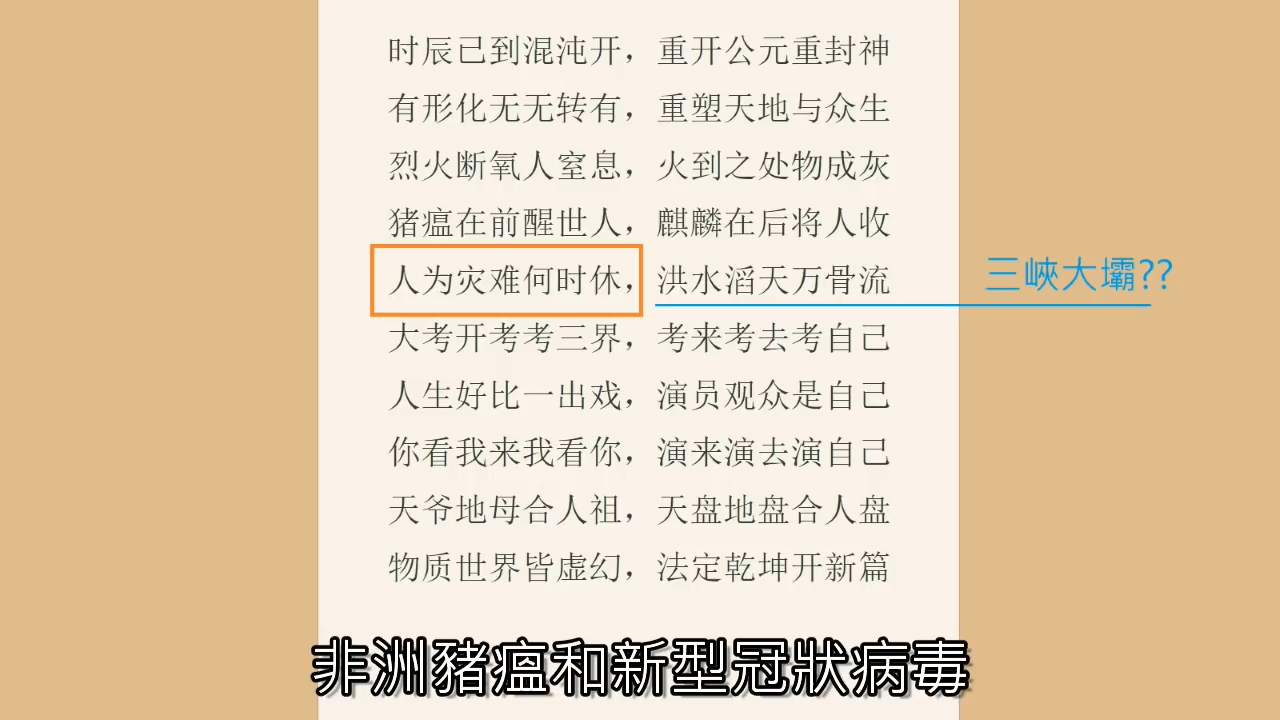 时辰已到混沌开，重开公元重封神
有形化无无转有，重塑天地与众生
烈火断氧人窒息，火到之处物成灰
猪瘟在前醒世人，麒麟在后将人收
人为灾难何时休，洪水滔天万骨流
三峽大壩??
大考开考考三界，考来考去考自己
人生好比一出戏，演员观众是自己
你看我来我看你，演来演去演自己
天爷地母合人祖，天盘地盘合人盘
物质世界皆虚幻，法定乾坤开新篇
非洲豬瘟和新型冠狀病毒